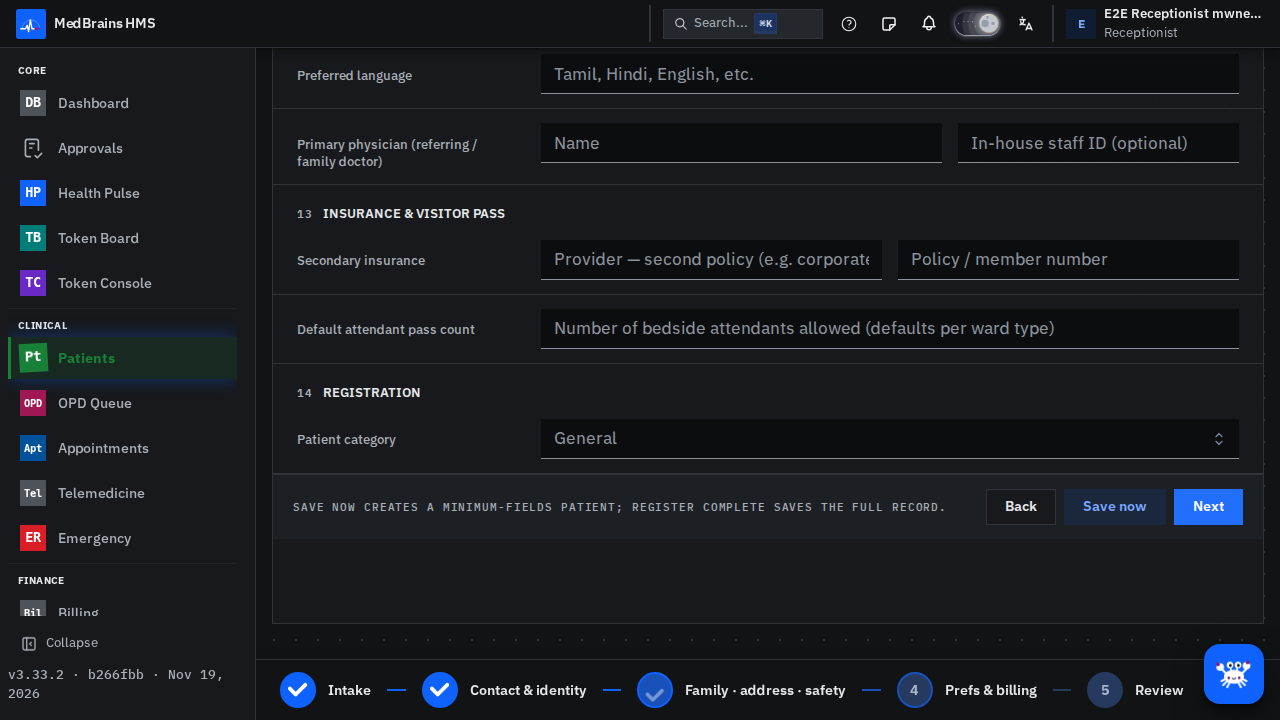 MedBrains HMS
Search...
⌘K
E
E2E Receptionist mwne...
Receptionist
CORE
DB Dashboard
Approvals
HP Health Pulse
TB Token Board
TC Token Console
CLINICAL
Pt Patients
OPD OPD Queue
Apt Appointments
Tel Telemedicine
ER Emergency
FINANCE
Bil Billing
Collapse
v3.33.2 · b266fbb · Nov 19,
2026
Preferred language
Tamil, Hindi, English, etc.
Primary physician (referring /
family doctor)
Name
In-house staff ID (optional)
13 INSURANCE & VISITOR PASS
Secondary insurance
Provider — second policy (e.g. corporate
Policy / member number
Default attendant pass count
Number of bedside attendants allowed (defaults per ward type)
14 REGISTRATION
Patient category
General
SAVE NOW CREATES A MINIMUM-FIELDS PATIENT; REGISTER COMPLETE SAVES THE FULL RECORD.
Back
Save now
Next
Intake
Contact & identity
Family · address · safety
4 Prefs & billing
5 Review